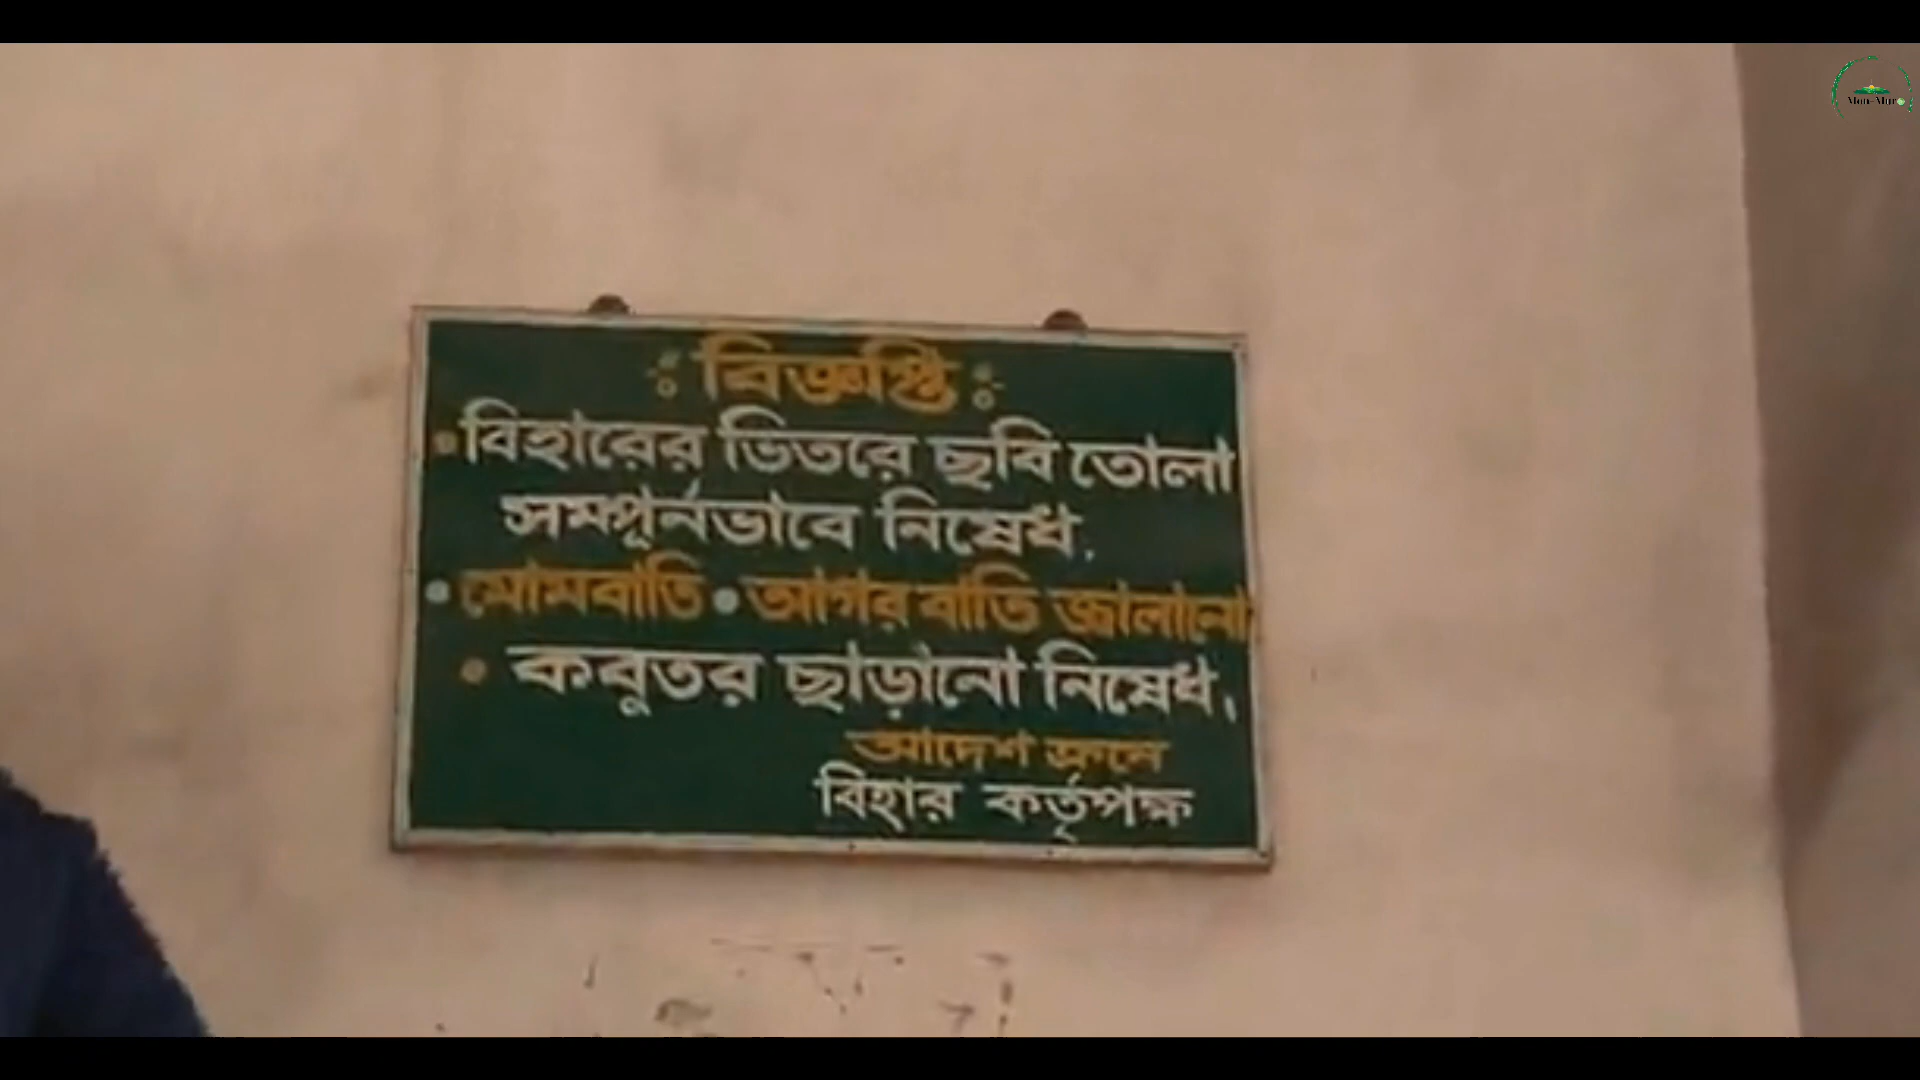 ঃ বিজ্ঞপ্তি ঃ
•বিহারের ভিতরে ছবি তোলা
সম্পূর্নভাবে নিষেধ.
• মোমবাতি • আগর বাতি জ্বালানো
• কবুতর ছাড়ানো নিষেধ,
আদেশ ক্রমে
বিহার কর্তৃপক্ষ